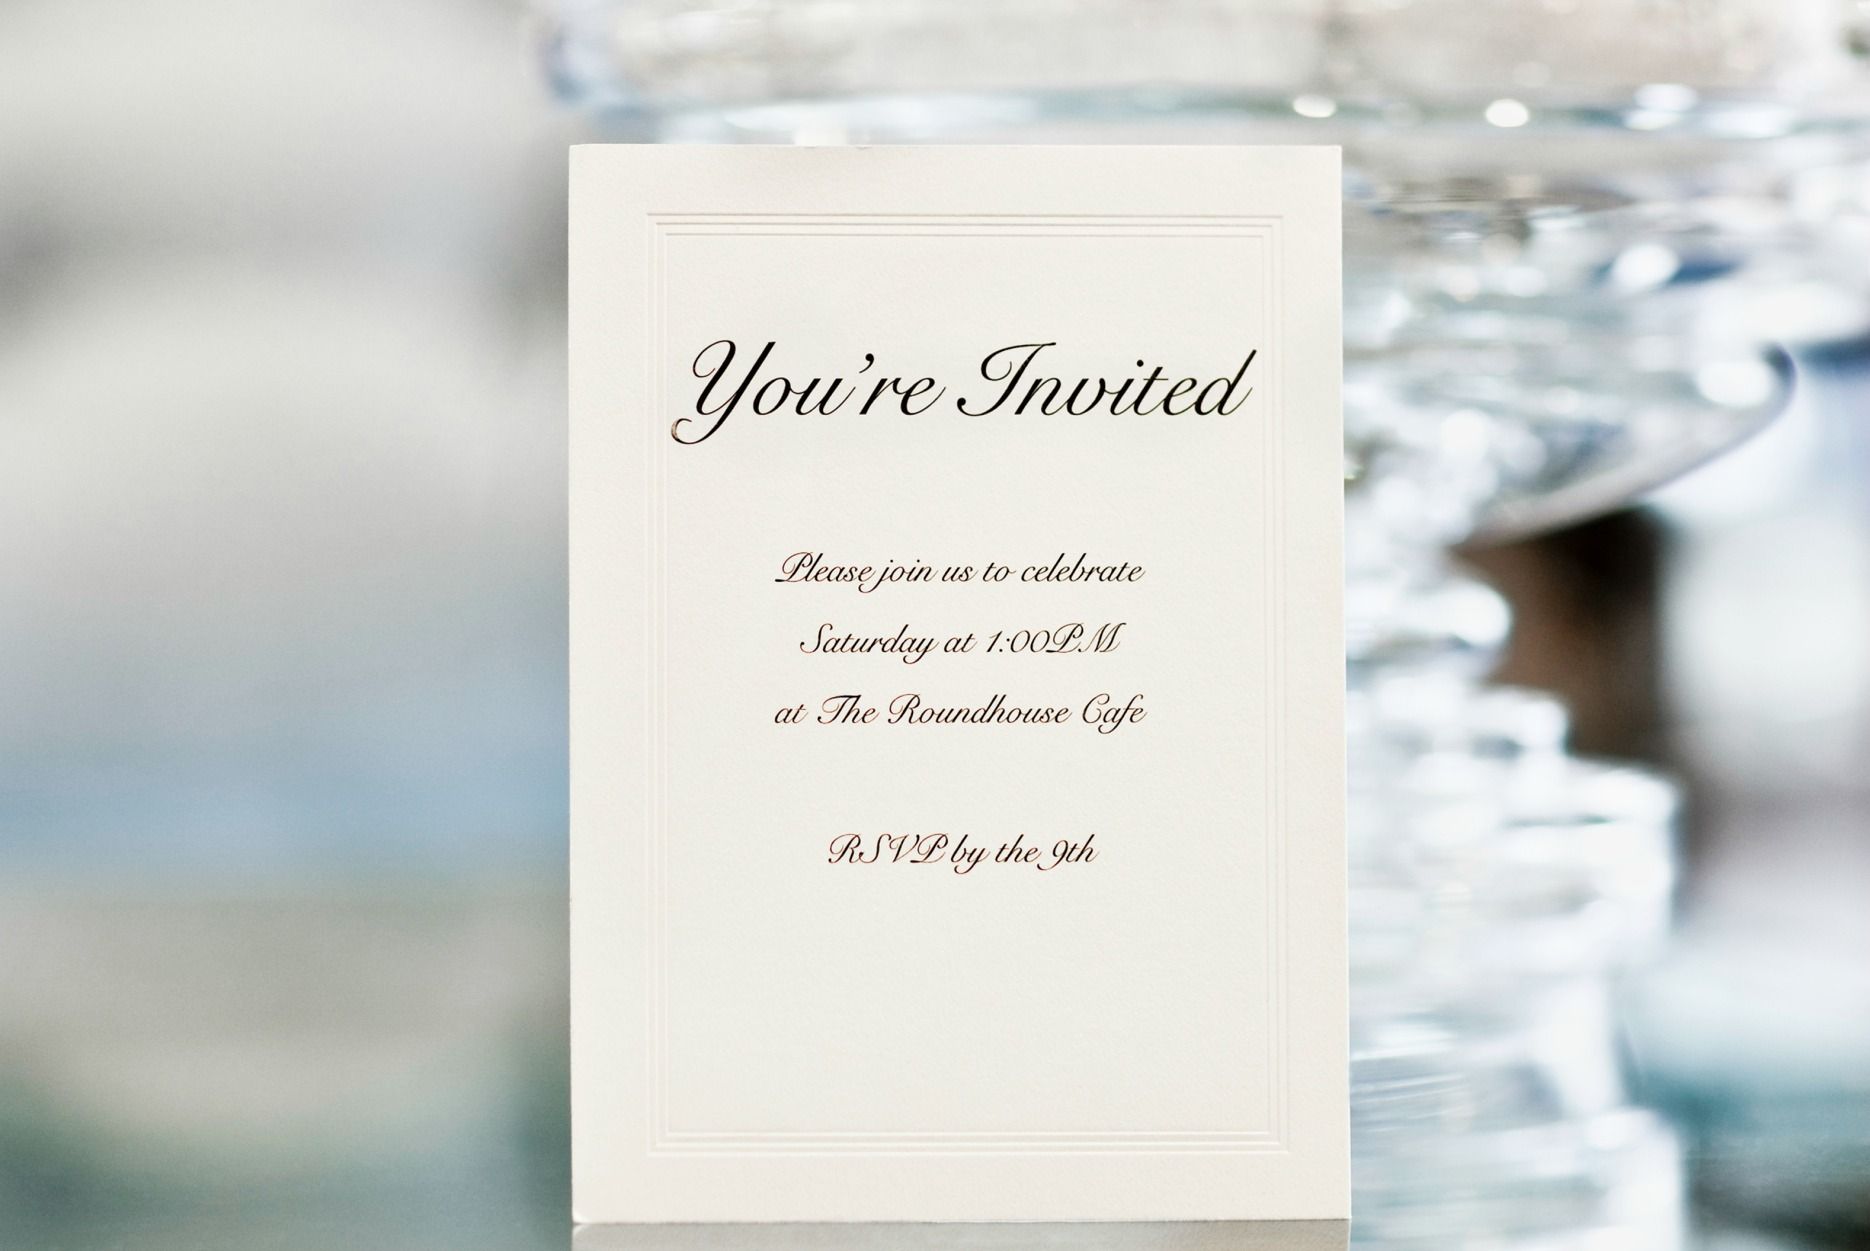 You're Invited
Please join us to celebrate
Saturday at 1:00PM
at The Roundhouse Cafe
RSVP by the 9th